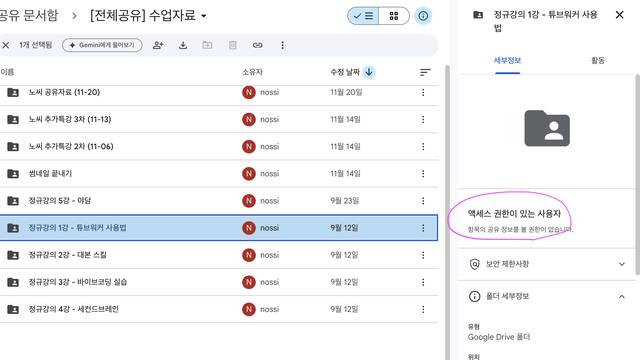 공유 문서함 > [전체공유] 수업자료
1개 선택됨
Gemini에게 물어보기
이름 소유자 수정 날짜
노씨 공유자료 (11-20) N nossi 11월 20일
노씨 추가특강 3차 (11-13) N nossi 11월 14일
노씨 추가특강 2차 (11-06) N nossi 11월 14일
썸네일 끝내기 N nossi 11월 14일
정규강의 5강 - 야담 N nossi 9월 23일
정규강의 1강 - 튜브워커 사용법 N nossi 9월 12일
정규강의 2강 - 대본 스킬 N nossi 9월 12일
정규강의 3강 - 바이브코딩 실습 N nossi 9월 12일
정규강의 4강 - 세컨드브레인 N nossi 9월 12일
정규강의 1강 - 튜브워커 사용
법
세부정보 활동
액세스 권한이 있는 사용자
항목의 공유 정보를 볼 권한이 없습니다.
보안 제한사항
폴더 세부정보
유형
Google Drive 폴더
위치